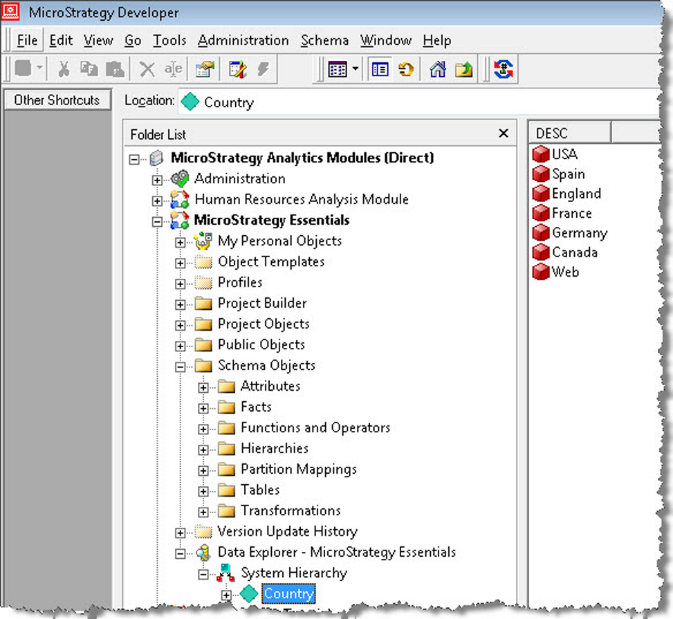 MicroStrategy Developer
File Edit View Go Tools Administration Schema Window Help
Other Shortcuts
Location: Country
Folder List
DESC
MicroStrategy Analytics Modules (Direct)
Administration
Human Resources Analysis Module
MicroStrategy Essentials
My Personal Objects
Object Templates
Profiles
Project Builder
Project Objects
Public Objects
Schema Objects
Attributes
Facts
Functions and Operators
Hierarchies
Partition Mappings
Tables
Transformations
Version Update History
Data Explorer - MicroStrategy Essentials
System Hierarchy
Country
USA
Spain
England
France
Germany
Canada
Web